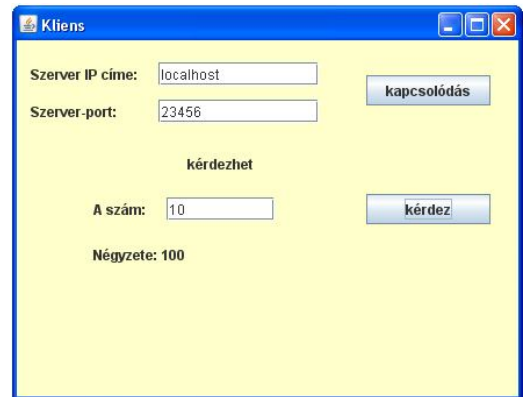 Kliens
Szerver IP címe: localhost
kapcsolódás
Szerver-port: 23456
kérdezhet
A szám: 10 kérdez
Négyzete: 100